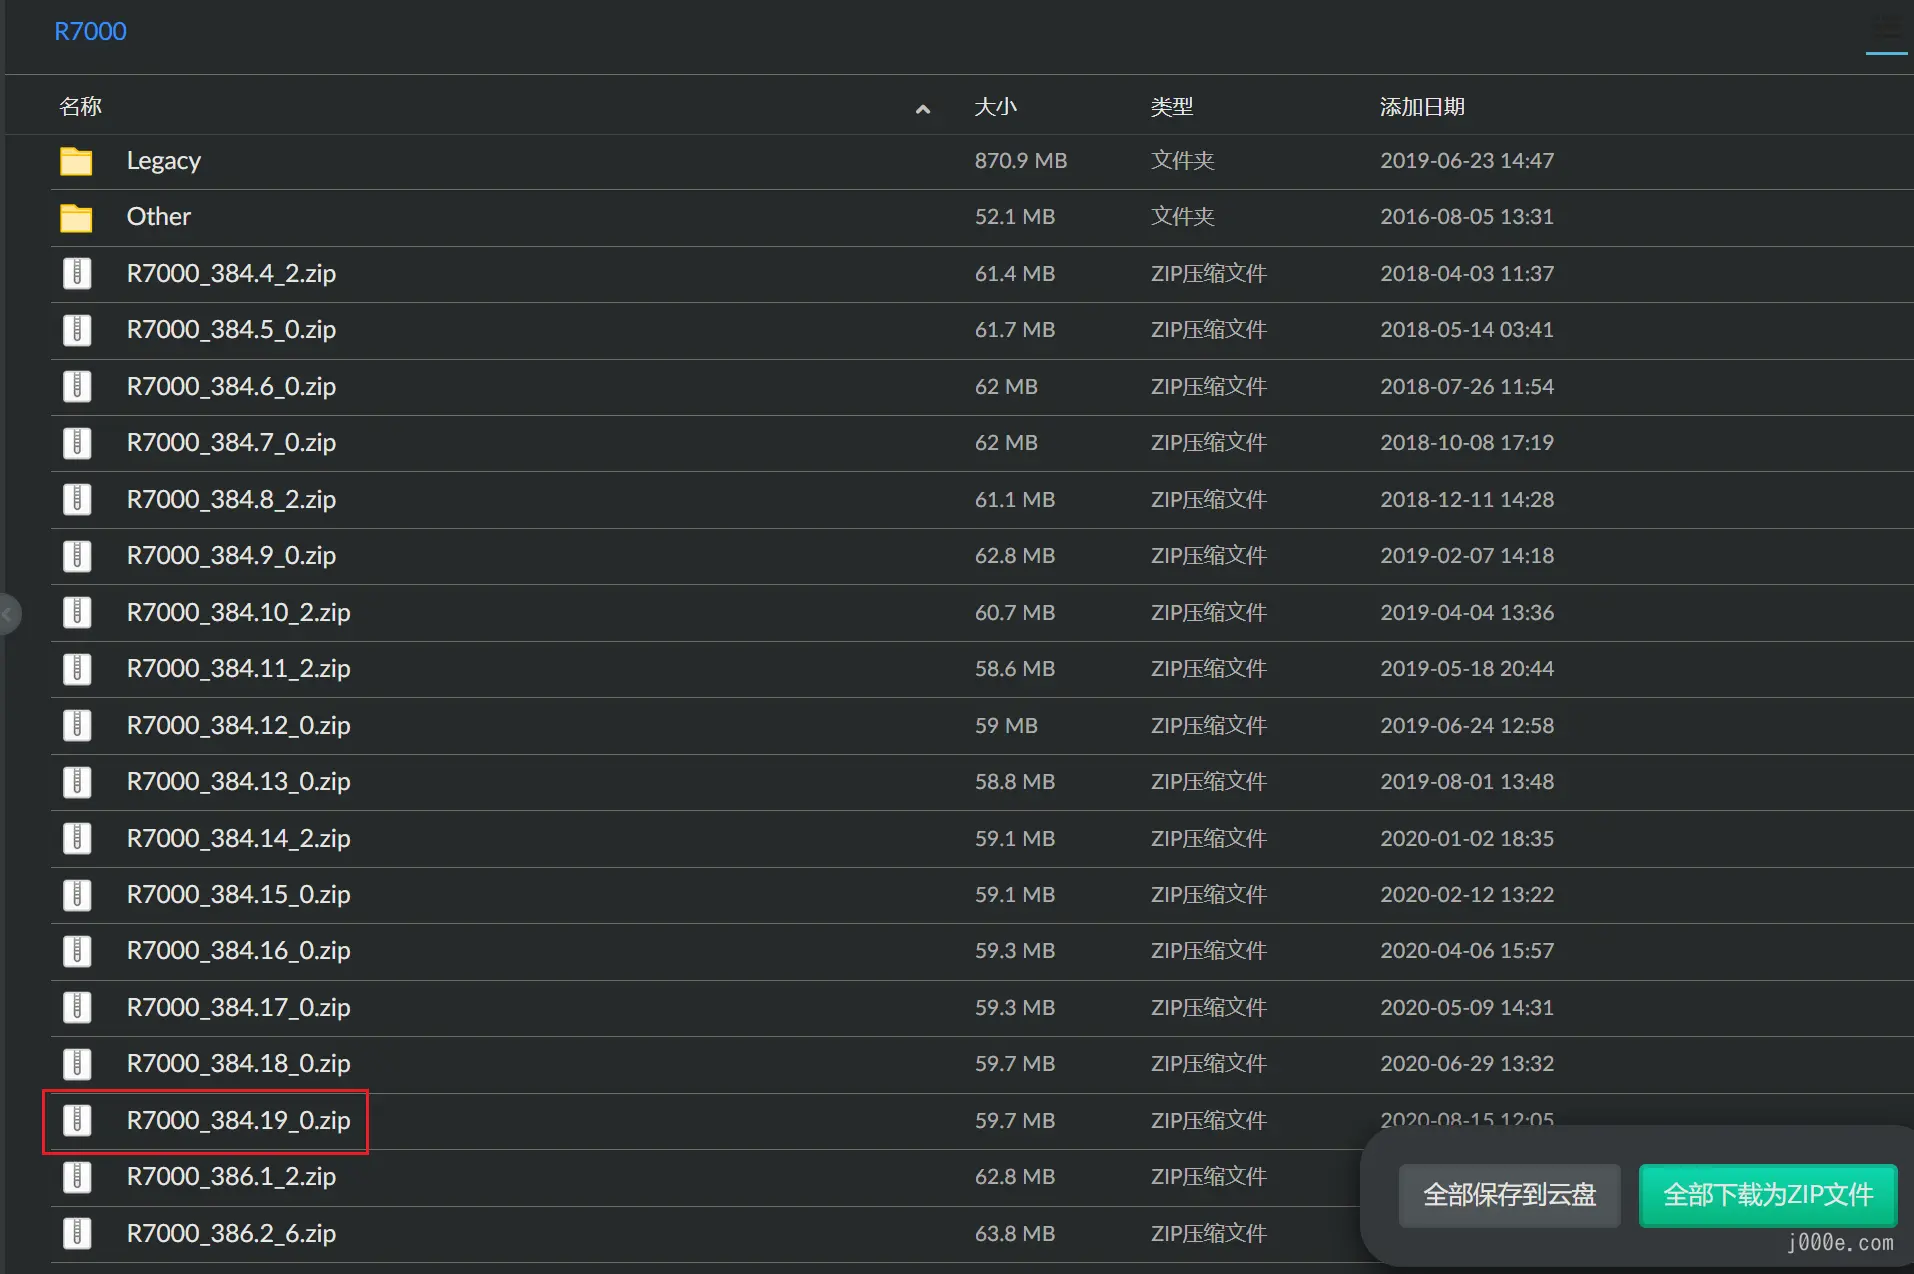 R7000
名称 大小 类型 添加日期
Legacy 870.9 MB 文件夹 2019-06-23 14:47
Other 52.1 MB 文件夹 2016-08-05 13:31
R7000_384.4_2.zip 61.4 MB ZIP压缩文件 2018-04-03 11:37
R7000_384.5_0.zip 61.7 MB ZIP压缩文件 2018-05-14 03:41
R7000_384.6_0.zip 62 MB ZIP压缩文件 2018-07-26 11:54
R7000_384.7_0.zip 62 MB ZIP压缩文件 2018-10-08 17:19
R7000_384.8_2.zip 61.1 MB ZIP压缩文件 2018-12-11 14:28
R7000_384.9_0.zip 62.8 MB ZIP压缩文件 2019-02-07 14:18
R7000_384.10_2.zip 60.7 MB ZIP压缩文件 2019-04-04 13:36
R7000_384.11_2.zip 58.6 MB ZIP压缩文件 2019-05-18 20:44
R7000_384.12_0.zip 59 MB ZIP压缩文件 2019-06-24 12:58
R7000_384.13_0.zip 58.8 MB ZIP压缩文件 2019-08-01 13:48
R7000_384.14_2.zip 59.1 MB ZIP压缩文件 2020-01-02 18:35
R7000_384.15_0.zip 59.1 MB ZIP压缩文件 2020-02-12 13:22
R7000_384.16_0.zip 59.3 MB ZIP压缩文件 2020-04-06 15:57
R7000_384.17_0.zip 59.3 MB ZIP压缩文件 2020-05-09 14:31
R7000_384.18_0.zip 59.7 MB ZIP压缩文件 2020-06-29 13:32
R7000_384.19_0.zip 59.7 MB ZIP压缩文件 2020-08-15 12:05
R7000_386.1_2.zip 62.8 MB ZIP压缩文件
R7000_386.2_6.zip 63.8 MB ZIP压缩文件
全部保存到云盘 全部下载为ZIP文件
j000e.com